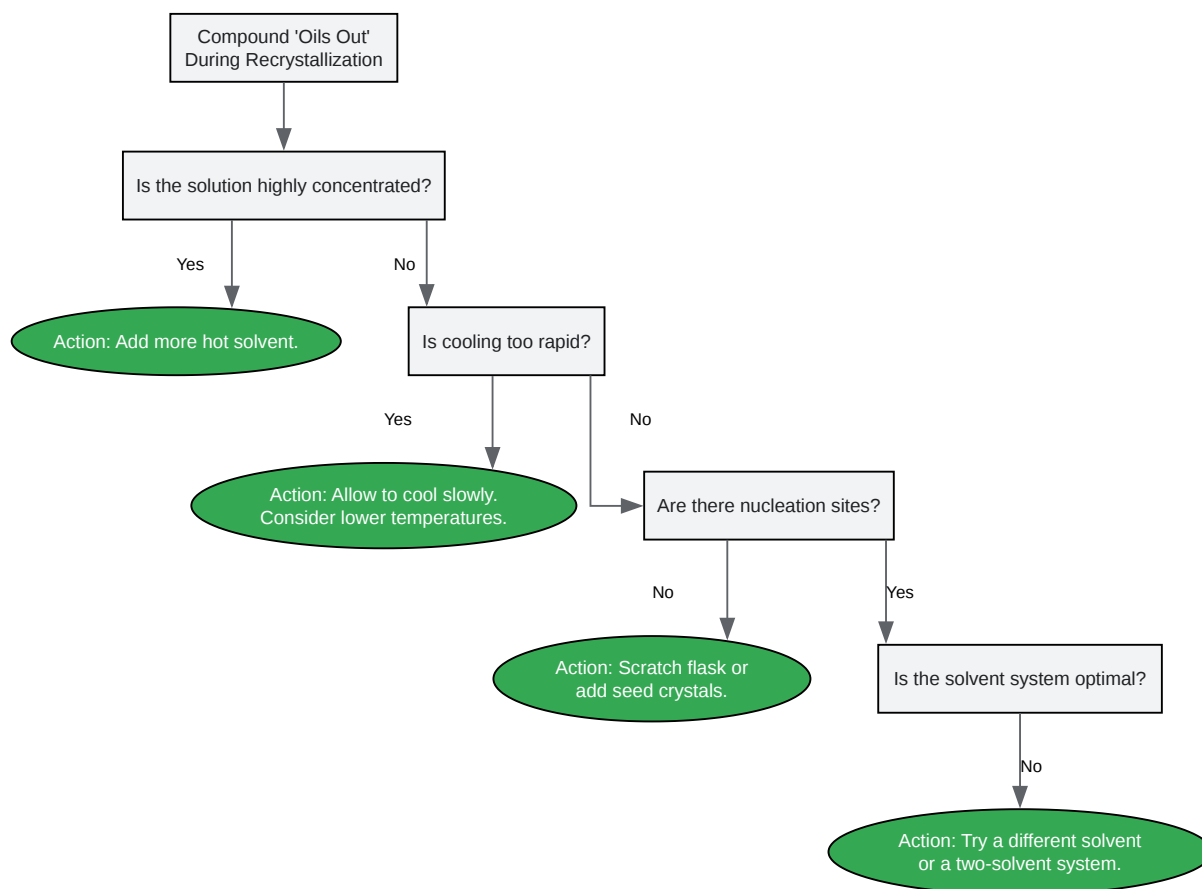 Compound 'Oils Out'
During Recrystallization
Is the solution highly concentrated?
Yes
No
Action: Add more hot solvent.
Is cooling too rapid?
Yes
No
Action: Allow to cool slowly.
Consider lower temperatures.
Are there nucleation sites?
No
Yes
Action: Scratch flask or
add seed crystals.
Is the solvent system optimal?
No
Action: Try a different solvent
or a two-solvent system.